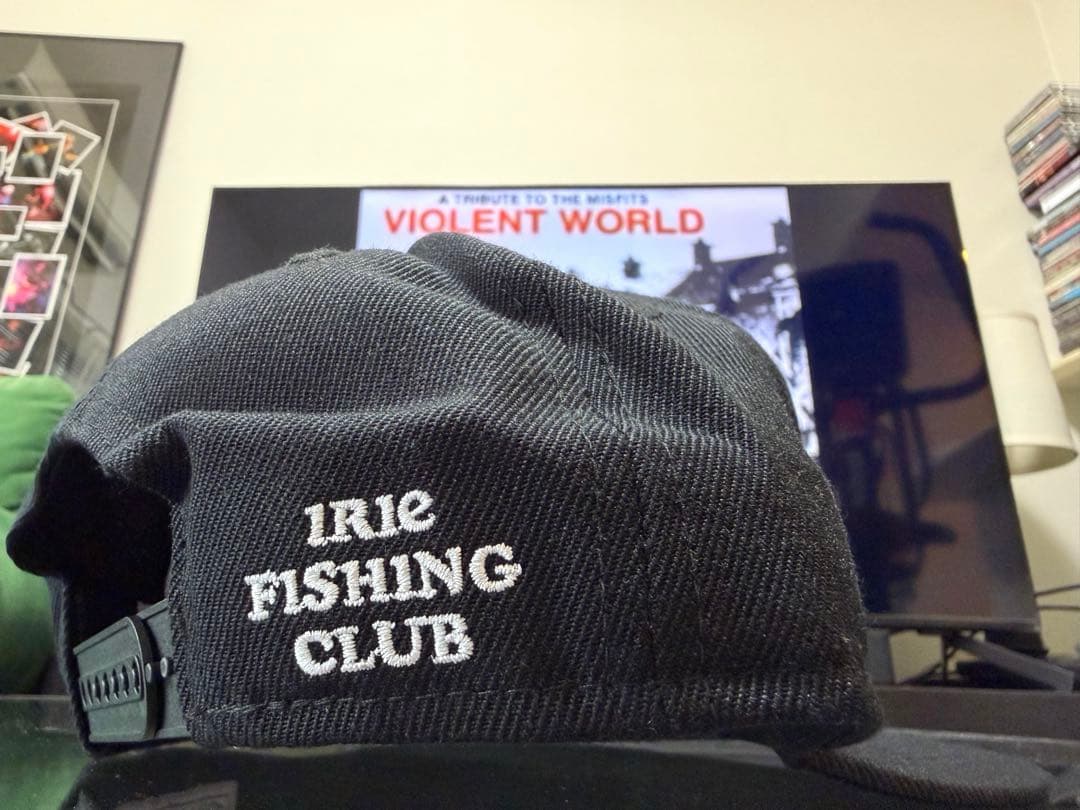 A TRIBUTE TO THE MISFITS
VIOLENT WORLD
IRIe
FISHING
CLUB